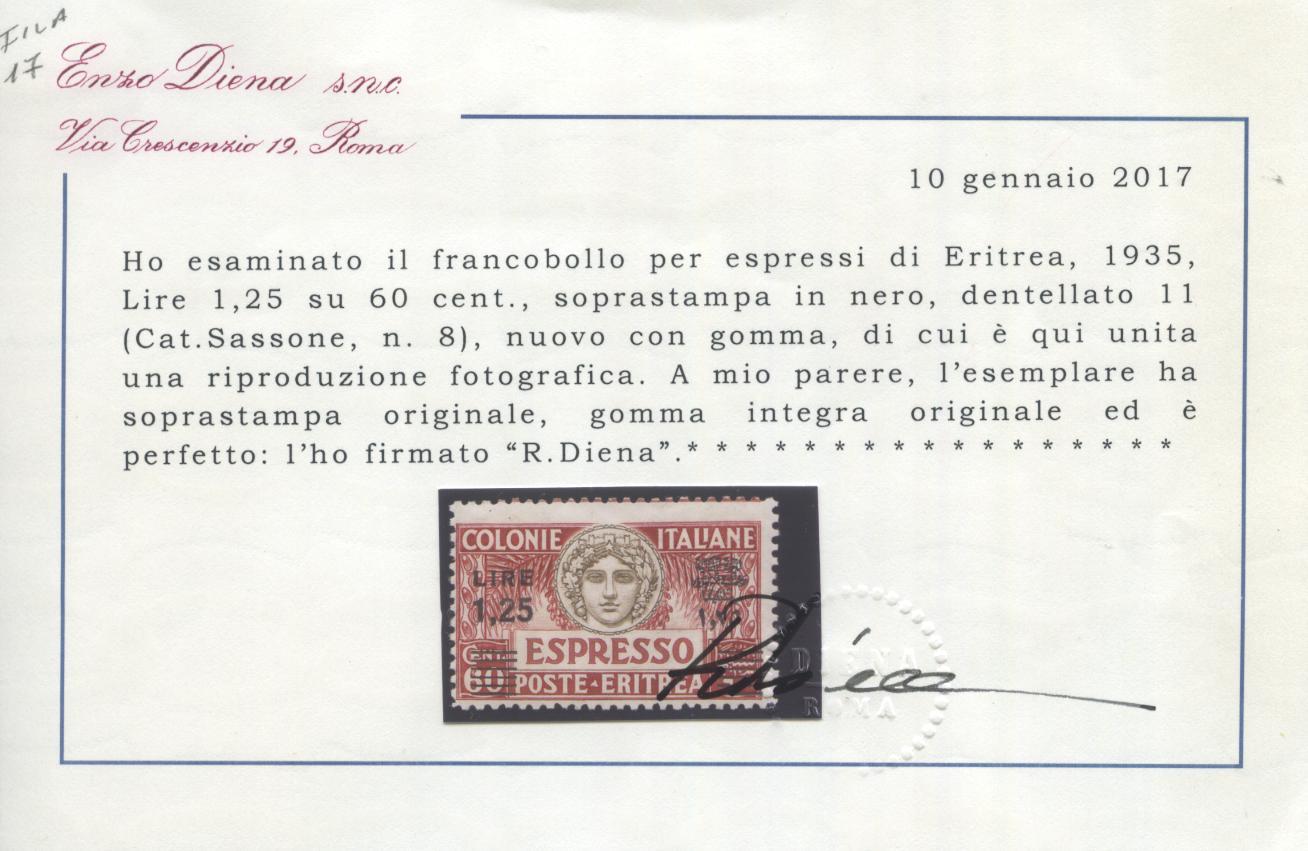 FILA
17
Enzo Diena s.n.c.
Via Crescenzio 19, Roma
10 gennaio 2017
Ho esaminato il francobollo per espressi di Eritrea, 1935,
Lire 1,25 su 60 cent., soprastampa in nero, dentellato 11
(Cat.Sassone, n. 8), nuovo con gomma, di cui è qui unita
una riproduzione fotografica. A mio parere, l'esemplare ha
soprastampa originale, gomma integra originale ed è
perfetto: l'ho firmato “R.Diena”.* * * * * * * * * * * * * * * * *
COLONIE ITALIANE
LIRE
1,25
ESPRESSO
60 POSTE-ERITREA
DIENA
ROMA